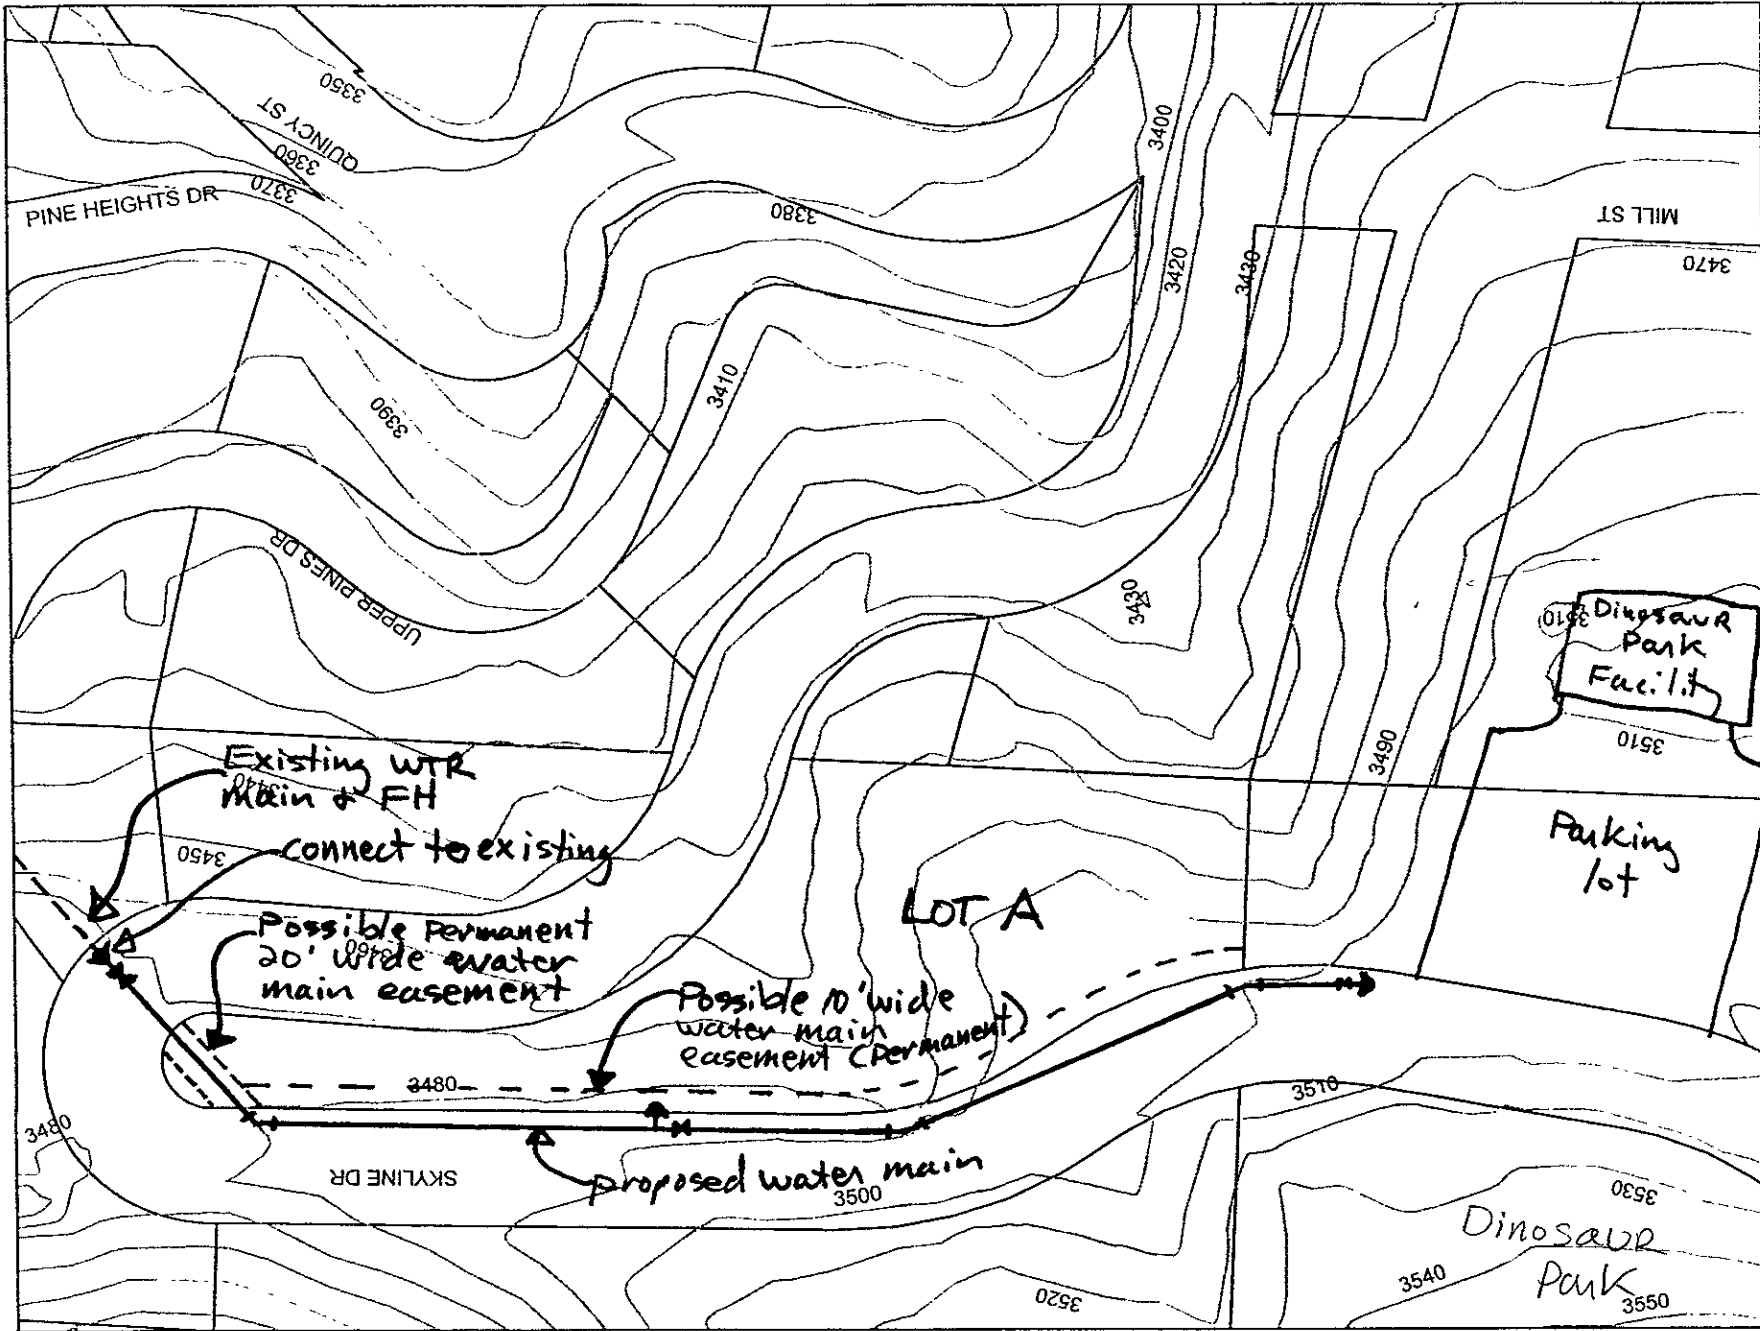 3350
QUINCY ST
3360
3370
PINE HEIGHTS DR
3380
3400
3420
3430
MILL ST
3470
3390
3410
UPPER PINES DR
3430
3510
Dinosaur
Park
Facility
3510
3490
Existing WTR
Main & FH
3440
connect to existing
3450
Parking
lot
LOT A
Possible Permanent
20' wide water
main easement
3460
Possible 10' wide
water main
easement (Permanent)
3480
3480
3510
SKYLINE DR
proposed water main
3500
3530
Dinosaur
Park
3520
3540
3550